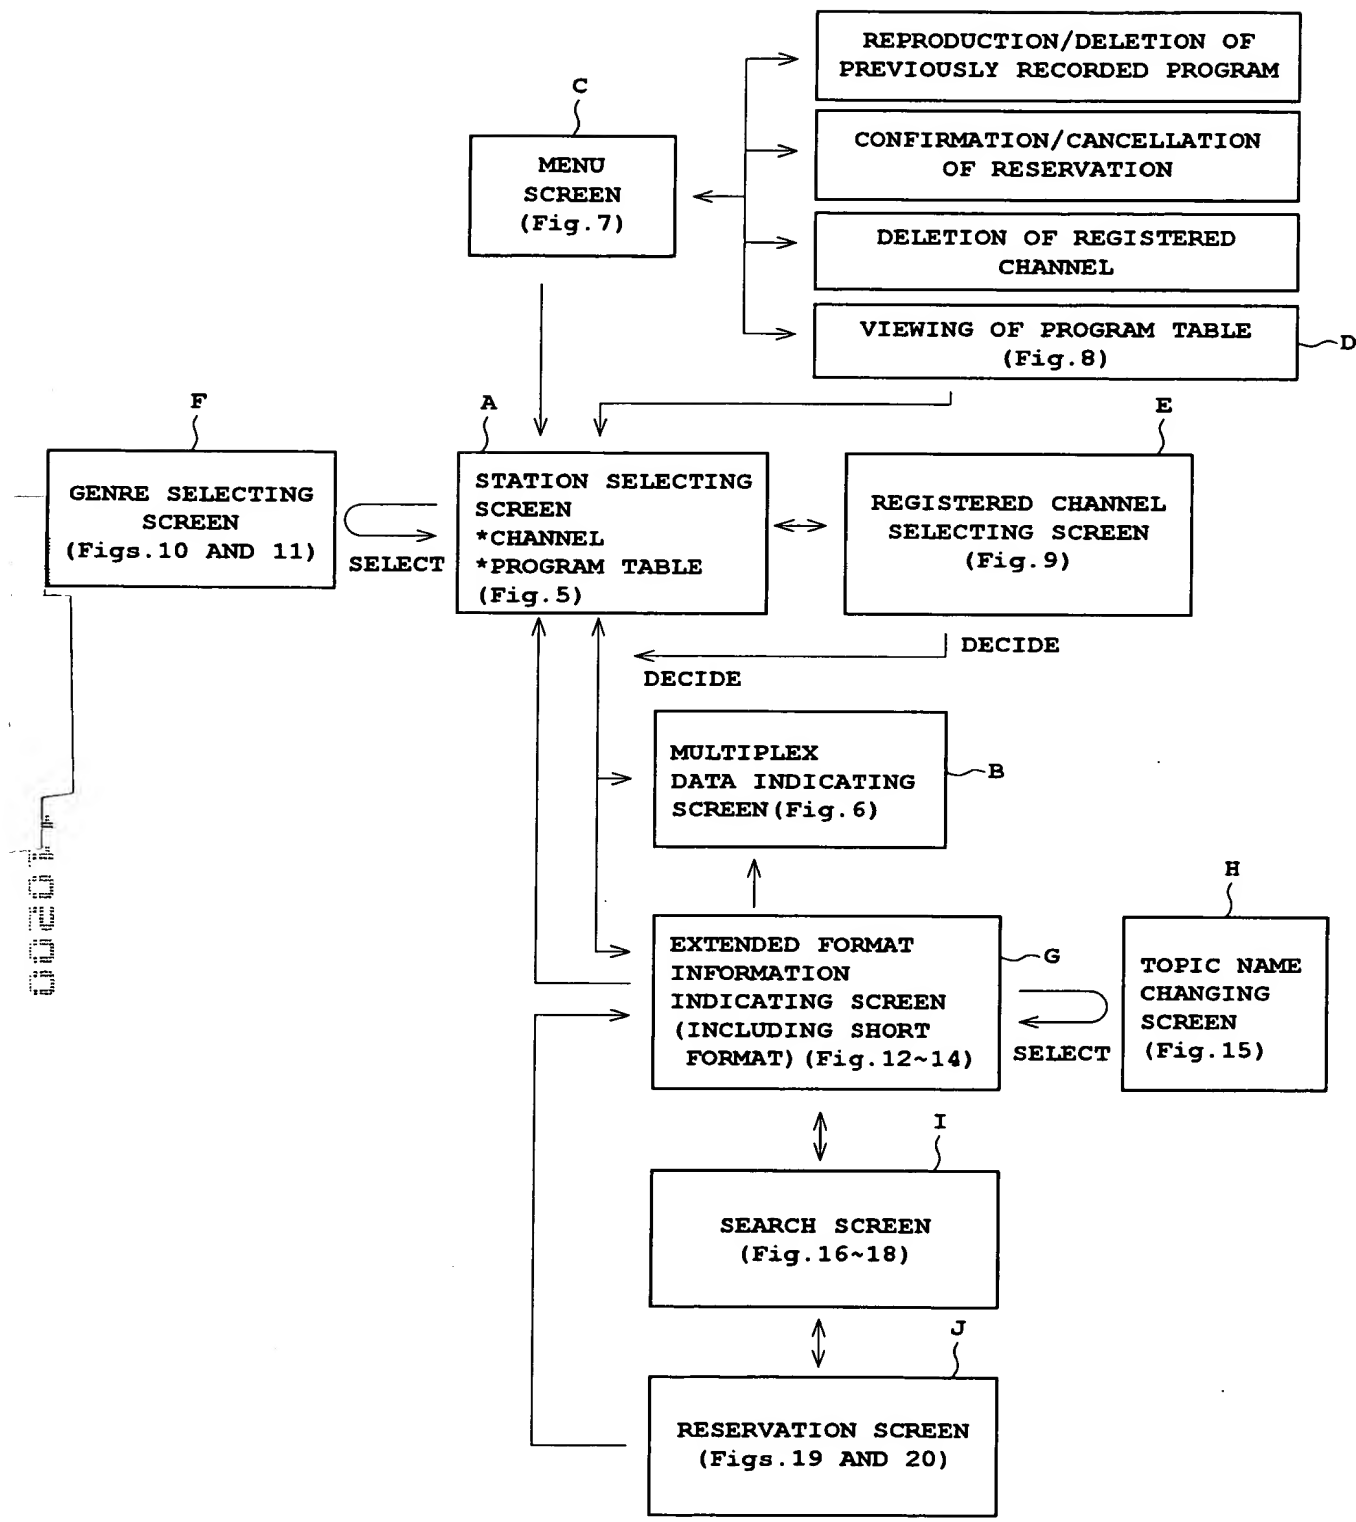 REPRODUCTION/DELETION OF
PREVIOUSLY RECORDED PROGRAM
C
MENU
SCREEN
(Fig.7)
CONFIRMATION/CANCELLATION
OF RESERVATION
DELETION OF REGISTERED
CHANNEL
VIEWING OF PROGRAM TABLE
(Fig.8)
D
F
GENRE SELECTING
SCREEN
(Figs.10 AND 11)
SELECT
A
STATION SELECTING
SCREEN
*CHANNEL
*PROGRAM TABLE
(Fig.5)
E
REGISTERED CHANNEL
SELECTING SCREEN
(Fig.9)
DECIDE
DECIDE
MULTIPLEX
DATA INDICATING
SCREEN(Fig.6)
B
EXTENDED FORMAT
INFORMATION
INDICATING SCREEN
(INCLUDING SHORT
FORMAT)(Fig.12~14)
G
SELECT
H
TOPIC NAME
CHANGING
SCREEN
(Fig.15)
I
SEARCH SCREEN
(Fig.16~18)
J
RESERVATION SCREEN
(Figs.19 AND 20)